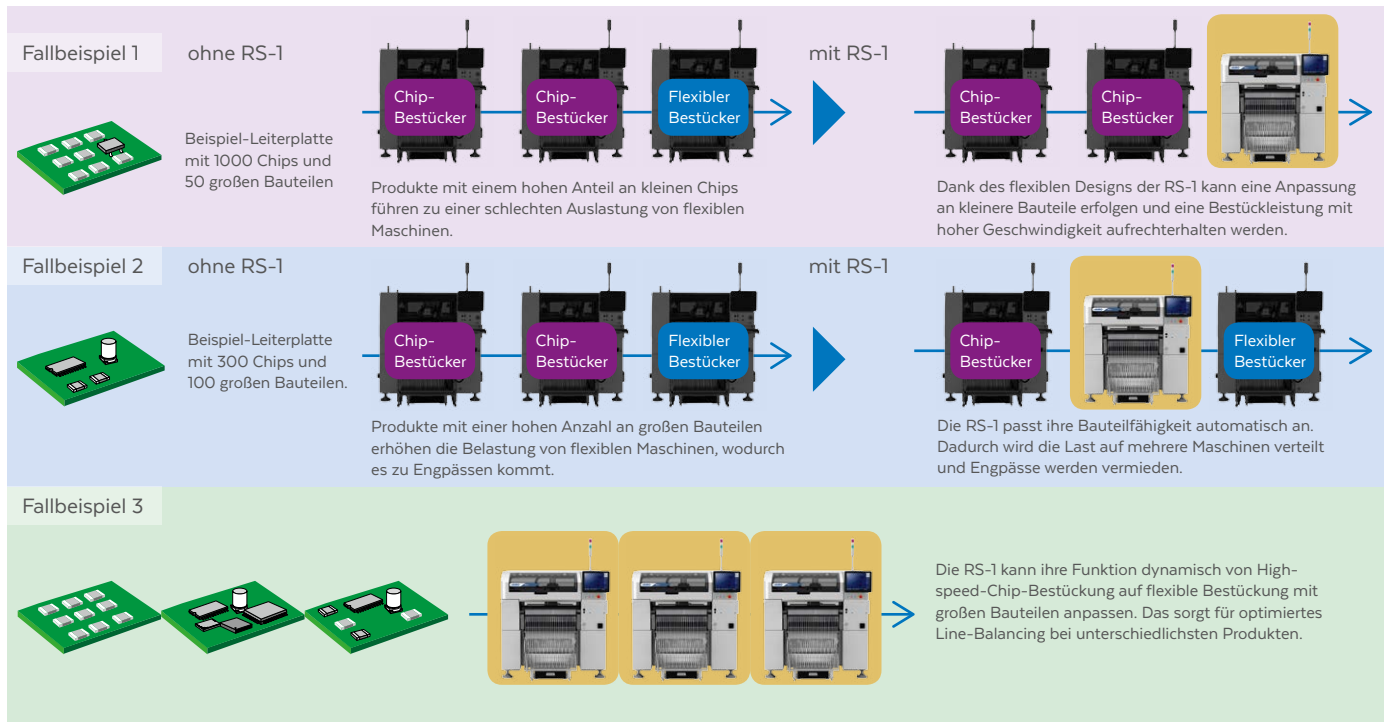 Fallbeispiel 1
ohne RS-1
mit RS-1
Beispiel-Leiterplatte
mit 1000 Chips und
50 großen Bauteilen
Chip-
Bestücker
Chip-
Bestücker
Flexibler
Bestücker
Produkte mit einem hohen Anteil an kleinen Chips
führen zu einer schlechten Auslastung von flexiblen
Maschinen.
Chip-
Bestücker
Chip-
Bestücker
Dank des flexiblen Designs der RS-1 kann eine Anpassung
an kleinere Bauteile erfolgen und eine Bestückleistung mit
hoher Geschwindigkeit aufrechterhalten werden.
Fallbeispiel 2
ohne RS-1
mit RS-1
Beispiel-Leiterplatte
mit 300 Chips und
100 großen Bauteilen.
Chip-
Bestücker
Chip-
Bestücker
Flexibler
Bestücker
Produkte mit einer hohen Anzahl an großen Bauteilen
erhöhen die Belastung von flexiblen Maschinen, wodurch
es zu Engpässen kommt.
Chip-
Bestücker
Flexibler
Bestücker
Die RS-1 passt ihre Bauteilfähigkeit automatisch an.
Dadurch wird die Last auf mehrere Maschinen verteilt
und Engpässe werden vermieden.
Fallbeispiel 3
Die RS-1 kann ihre Funktion dynamisch von High-
speed-Chip-Bestückung auf flexible Bestückung mit
großen Bauteilen anpassen. Das sorgt für optimiertes
Line-Balancing bei unterschiedlichsten Produkten.